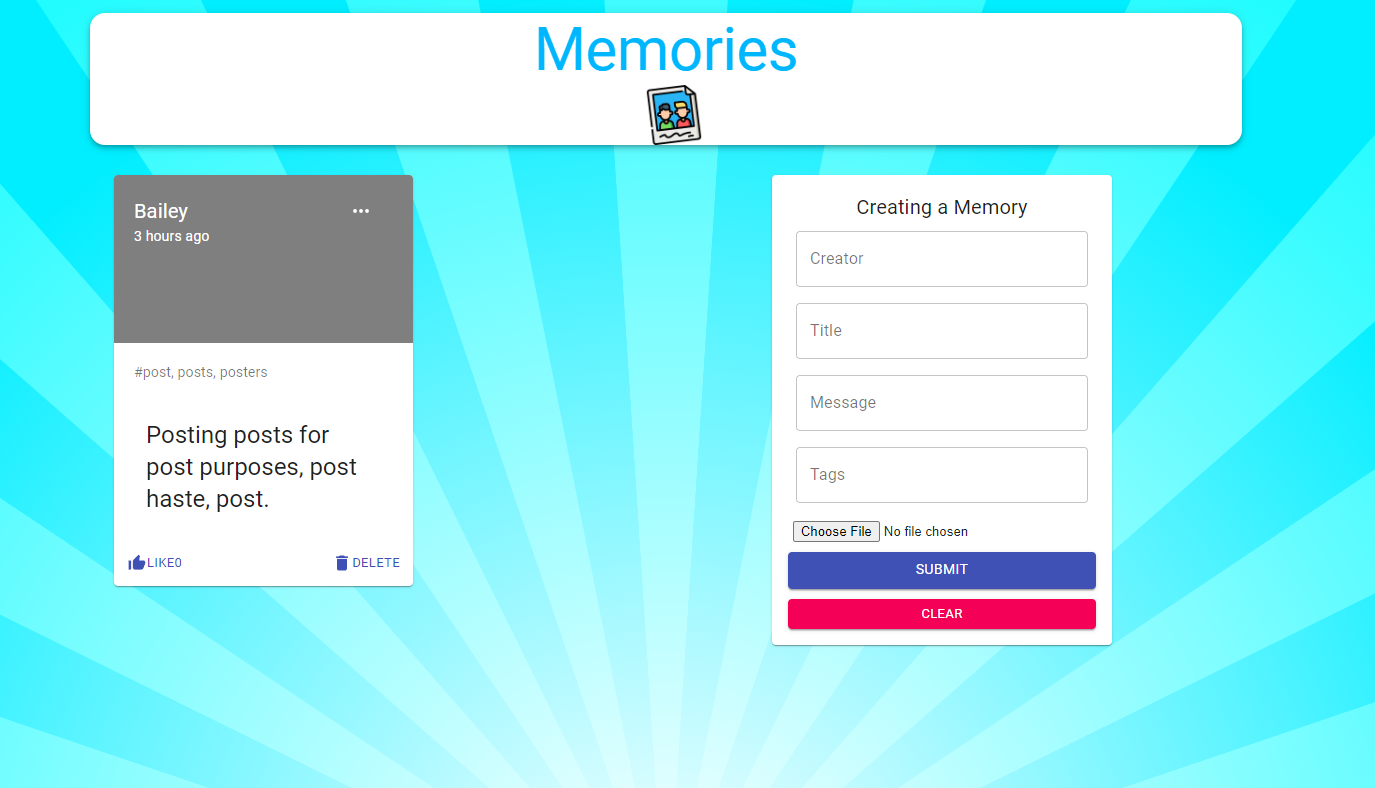 Memories
Bailey
3 hours ago
#post, posts, posters
Posting posts for
post purposes, post
haste, post.
LIKE0
DELETE
Creating a Memory
Creator
Title
Message
Tags
Choose File No file chosen
SUBMIT
CLEAR